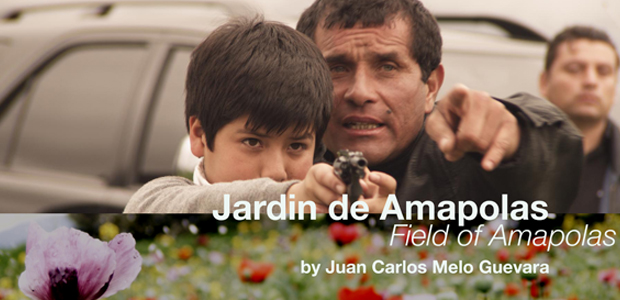 Jardin de Amapolas
Field of Amapolas
by Juan Carlos Melo Guevara